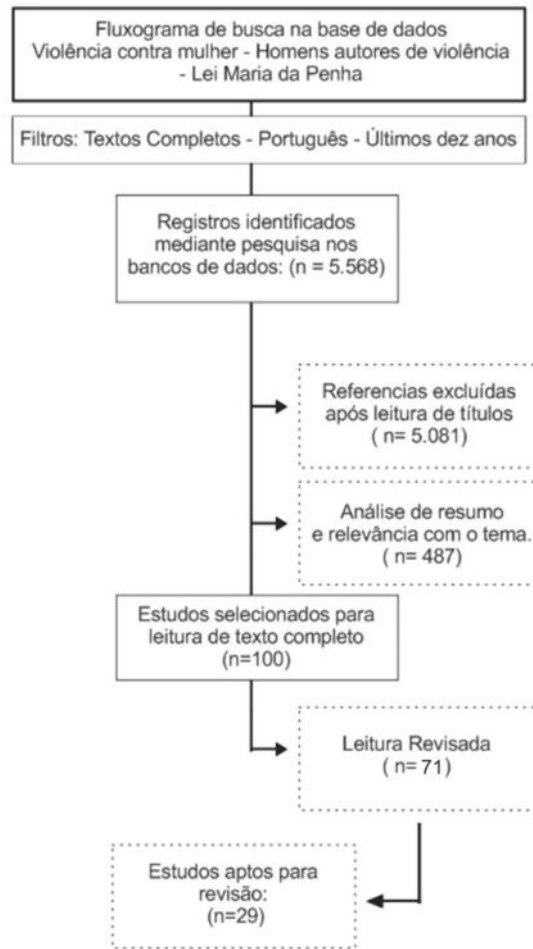 Fluxograma de busca na base de dados
Violência contra mulher - Homens autores de violência
- Lei Maria da Penha
Filtros: Textos Completos - Português - Últimos dez anos
Registros identificados
mediante pesquisa nos
bancos de dados: (n = 5.568)
Referencias excluídas
após leitura de títulos
( n= 5.081)
Análise de resumo
e relevância com o tema.
( n= 487)
Estudos selecionados para
leitura de texto completo
(n=100)
Leitura Revisada
( n= 71)
Estudos aptos para
revisão:
(n=29)